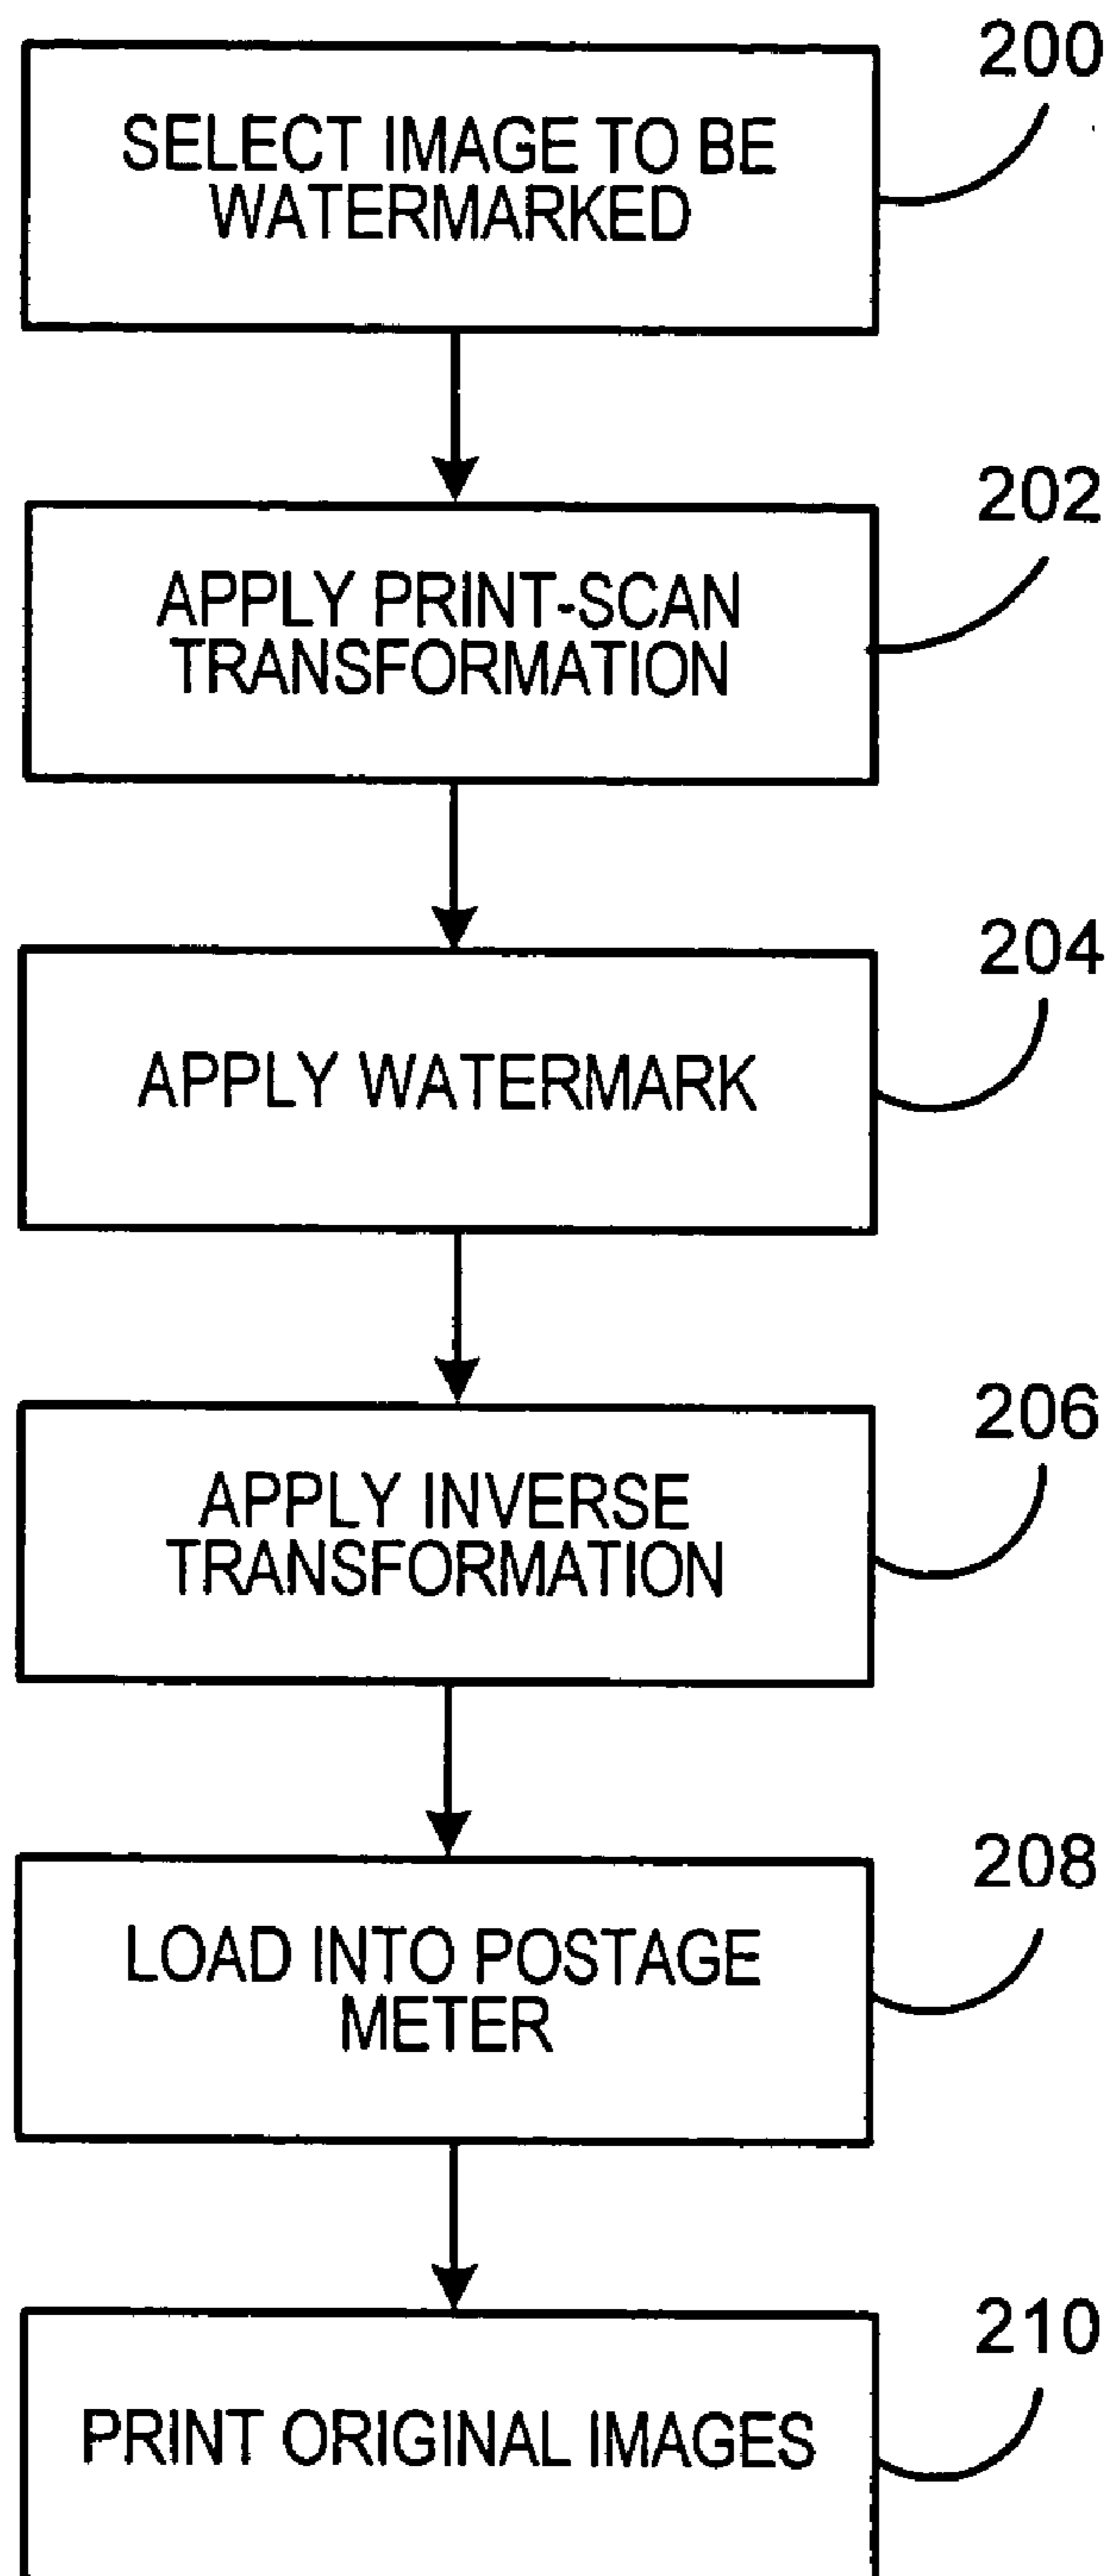 200
SELECT IMAGE TO BE
WATERMARKED
202
APPLY PRINT-SCAN
TRANSFORMATION
204
APPLY WATERMARK
206
APPLY INVERSE
TRANSFORMATION
208
LOAD INTO POSTAGE
METER
210
PRINT ORIGINAL IMAGES